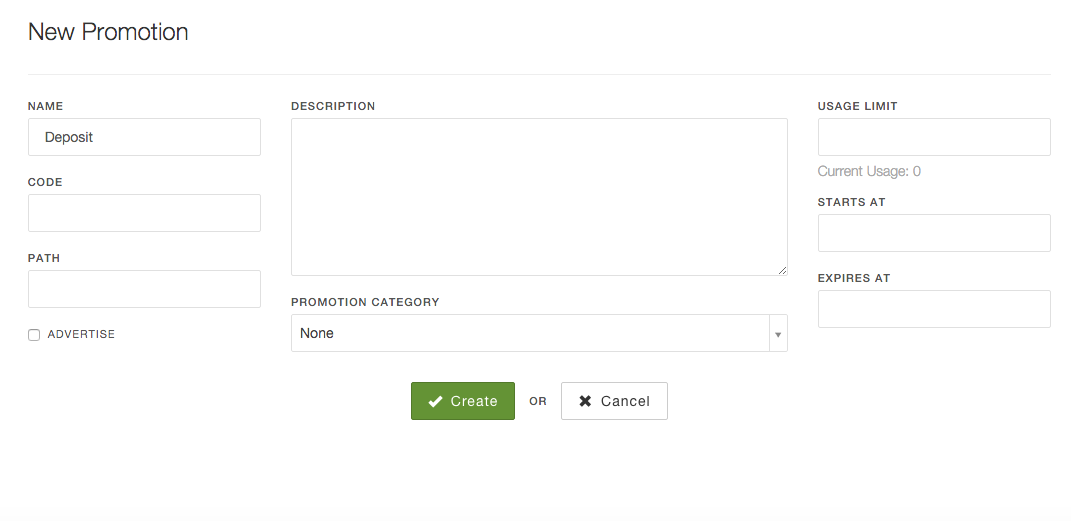 New Promotion
NAME
Deposit
CODE
PATH
ADVERTISE
DESCRIPTION
PROMOTION CATEGORY
None
USAGE LIMIT
Current Usage: 0
STARTS AT
EXPIRES AT
Create OR Cancel